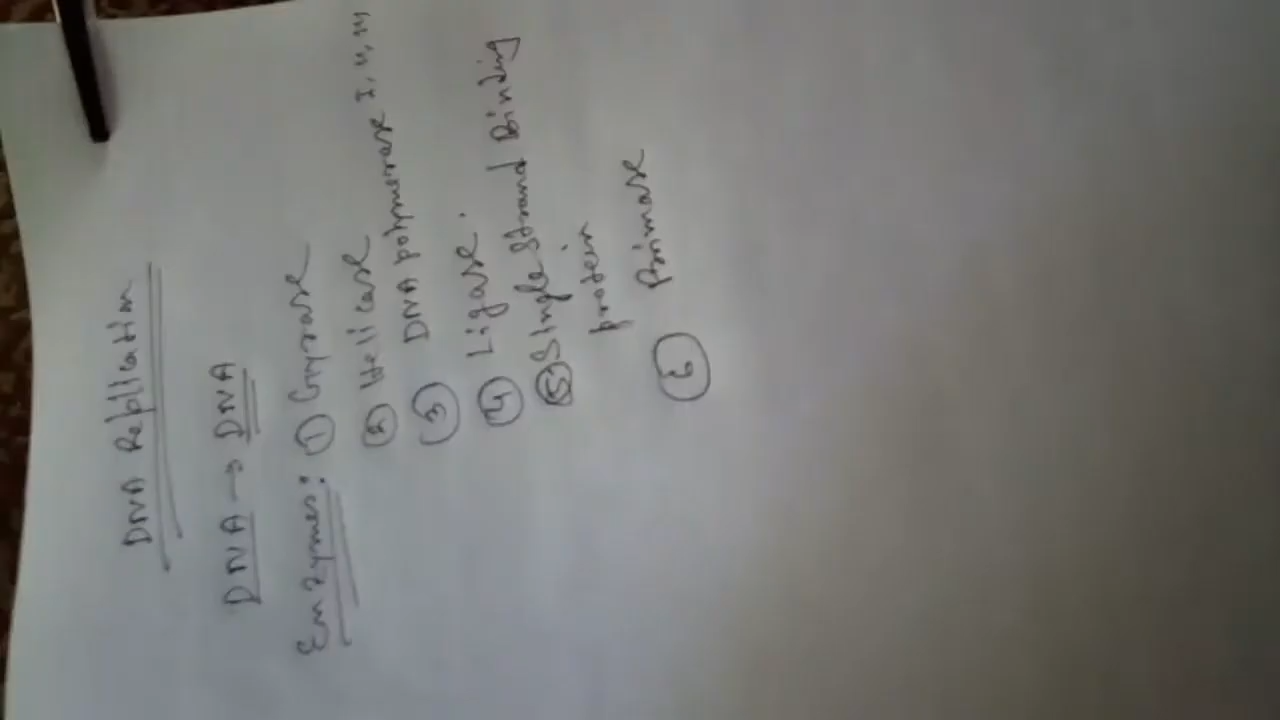 DNA Replication
DNA → DNA
Enzymes: ① Gyrase
② Helicase
③ DNA polymerase I, II, III
④ Ligase.
⑤ Single Strand Binding
protein
⑥ Primase